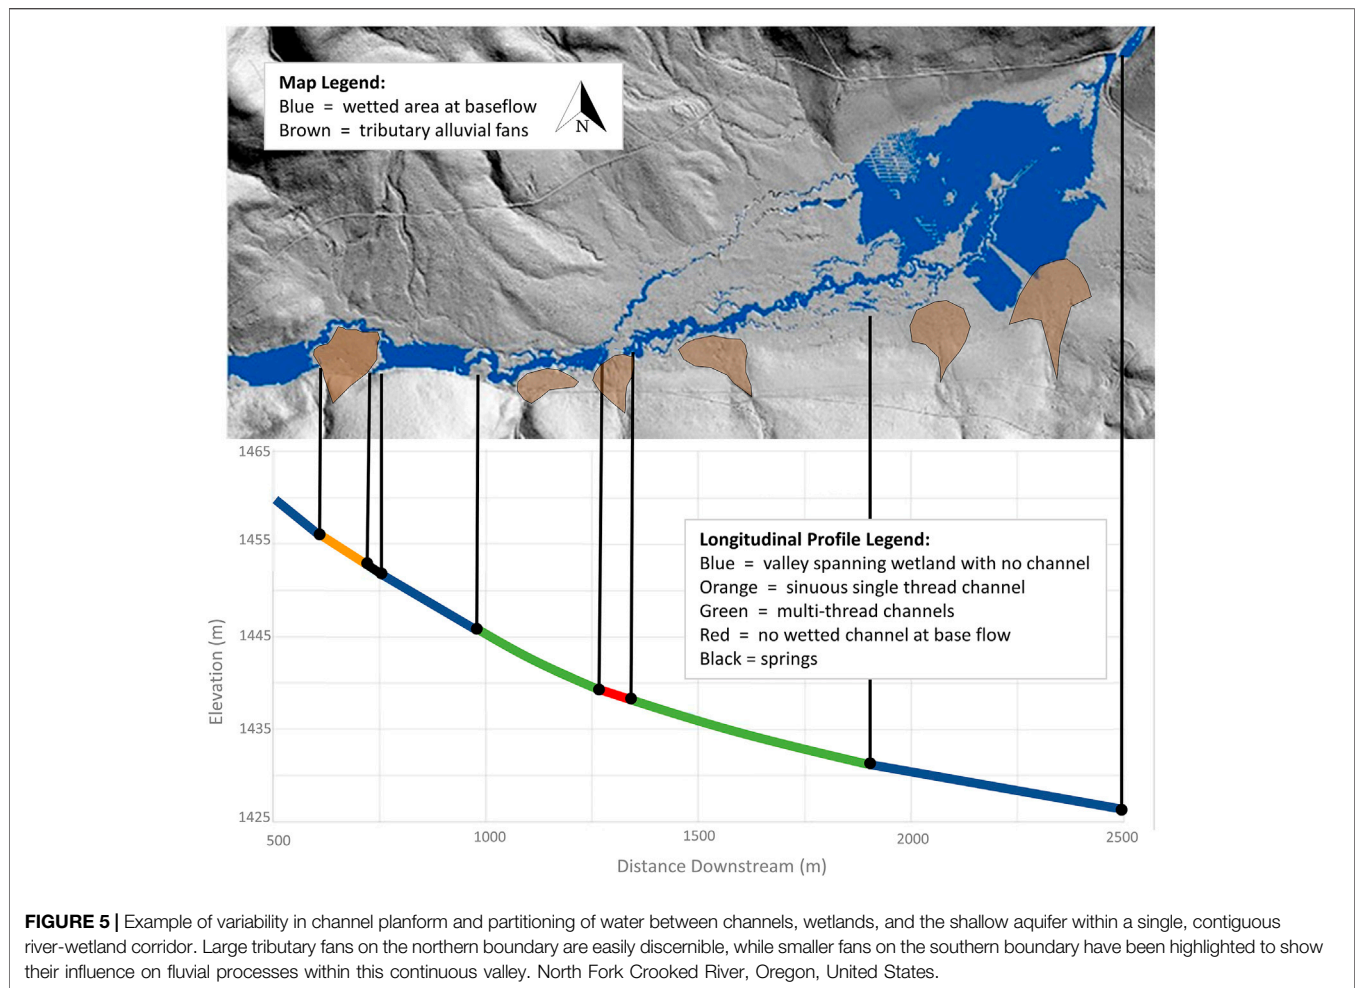 Map Legend:
Blue = wetted area at baseflow
Brown = tributary alluvial fans
N
1465
1455
1445
1435
1425
Elevation (m)
Longitudinal Profile Legend:
Blue = valley spanning wetland with no channel
Orange = sinuous single thread channel
Green = multi-thread channels
Red = no wetted channel at base flow
Black = springs
500 1000 1500 2000 2500
Distance Downstream (m)
FIGURE 5 | Example of variability in channel planform and partitioning of water between channels, wetlands, and the shallow aquifer within a single, contiguous
river-wetland corridor. Large tributary fans on the northern boundary are easily discernible, while smaller fans on the southern boundary have been highlighted to show
their influence on fluvial processes within this continuous valley. North Fork Crooked River, Oregon, United States.